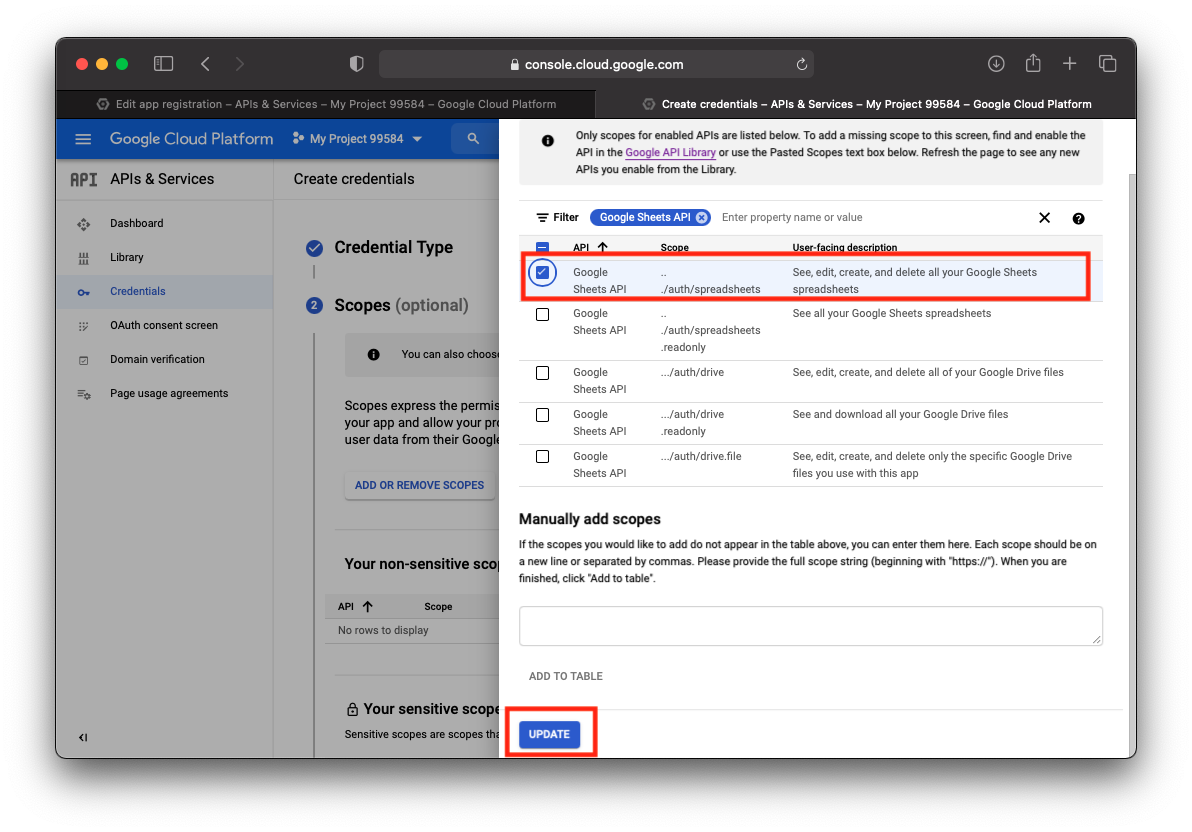 console.cloud.google.com
Edit app registration – APIs & Services – My Project 99584 – Google Cloud Platform
Create credentials – APIs & Services – My Project 99584 – Google Cloud Platform
Google Cloud Platform
My Project 99584
API APIs & Services
Dashboard
Library
Credentials
OAuth consent screen
Domain verification
Page usage agreements
Create credentials
Credential Type
2 Scopes (optional)
You can also choose
Scopes express the permis
your app and allow your pro
user data from their Google
ADD OR REMOVE SCOPES
Your non-sensitive scop
API Scope
No rows to display
Your sensitive scope
Sensitive scopes are scopes tha
Only scopes for enabled APIs are listed below. To add a missing scope to this screen, find and enable the
API in the Google API Library or use the Pasted Scopes text box below. Refresh the page to see any new
APIs you enable from the Library.
Filter Google Sheets API Enter property name or value
API Scope User-facing description
Google .. See, edit, create, and delete all your Google Sheets
Sheets API ./auth/spreadsheets spreadsheets
Google .. See all your Google Sheets spreadsheets
Sheets API ./auth/spreadsheets
.readonly
Google .../auth/drive See, edit, create, and delete all of your Google Drive files
Sheets API
Google .../auth/drive See and download all your Google Drive files
Sheets API .readonly
Google .../auth/drive.file See, edit, create, and delete only the specific Google Drive
Sheets API files you use with this app
Manually add scopes
If the scopes you would like to add do not appear in the table above, you can enter them here. Each scope should be on
a new line or separated by commas. Please provide the full scope string (beginning with "https://"). When you are
finished, click "Add to table".
ADD TO TABLE
UPDATE